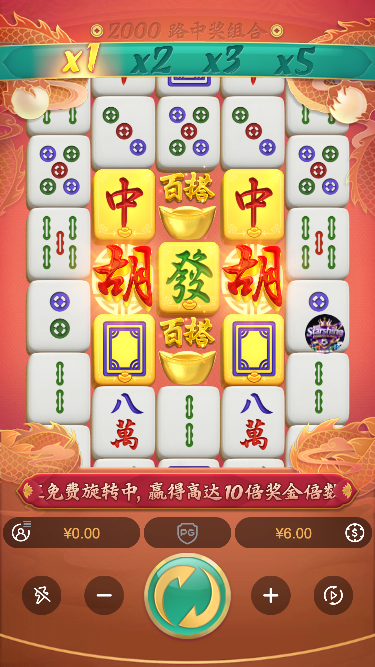 2000 路中奖组合
x1 x2 x3 x5
中 百搭 中
胡 發 胡
百搭
Starshine
八萬 八萬
免费旋转中, 赢得高达10倍奖金倍数
¥0.00 PG ¥6.00